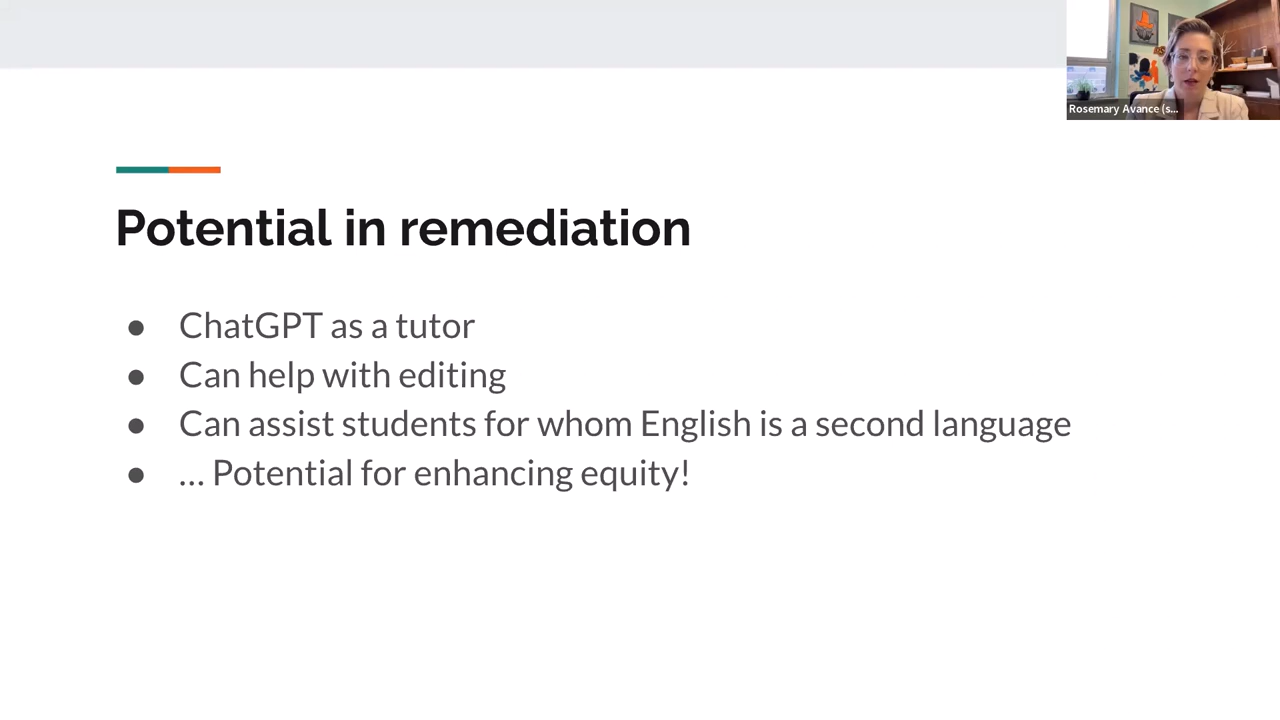 Rosemary Avance (s...
Potential in remediation
● ChatGPT as a tutor
● Can help with editing
● Can assist students for whom English is a second language
● ... Potential for enhancing equity!